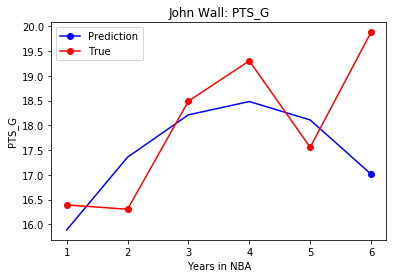 John Wall: PTS_G
Prediction
True
PTS_G
20.0
19.5
19.0
18.5
18.0
17.5
17.0
16.5
16.0
1 2 3 4 5 6
Years in NBA